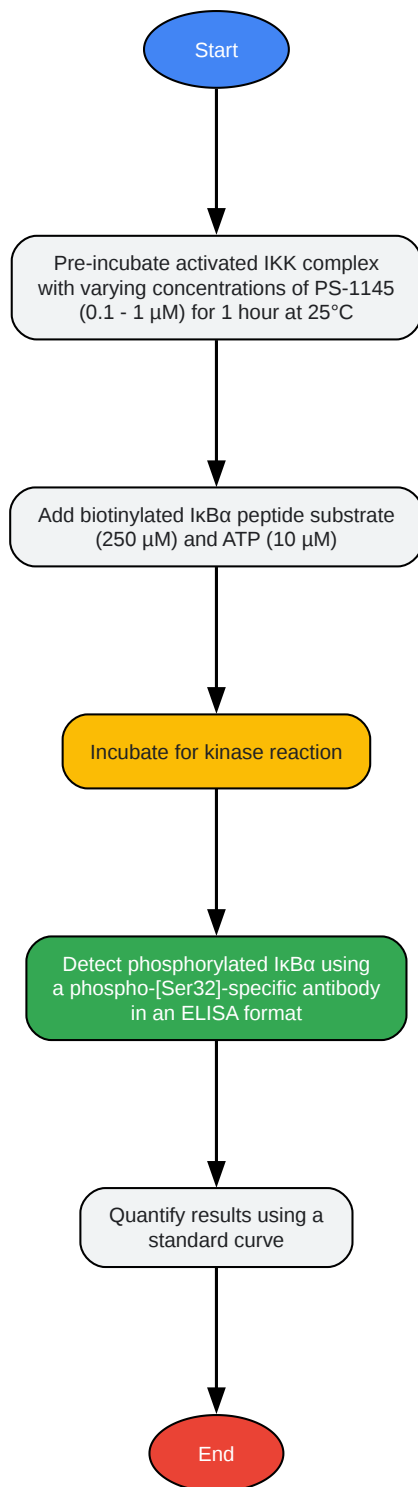 Start
Pre-incubate activated IKK complex
with varying concentrations of PS-1145
(0.1 - 1 µM) for 1 hour at 25°C
Add biotinylated IκBα peptide substrate
(250 µM) and ATP (10 µM)
Incubate for kinase reaction
Detect phosphorylated IκBα using
a phospho-[Ser32]-specific antibody
in an ELISA format
Quantify results using a
standard curve
End